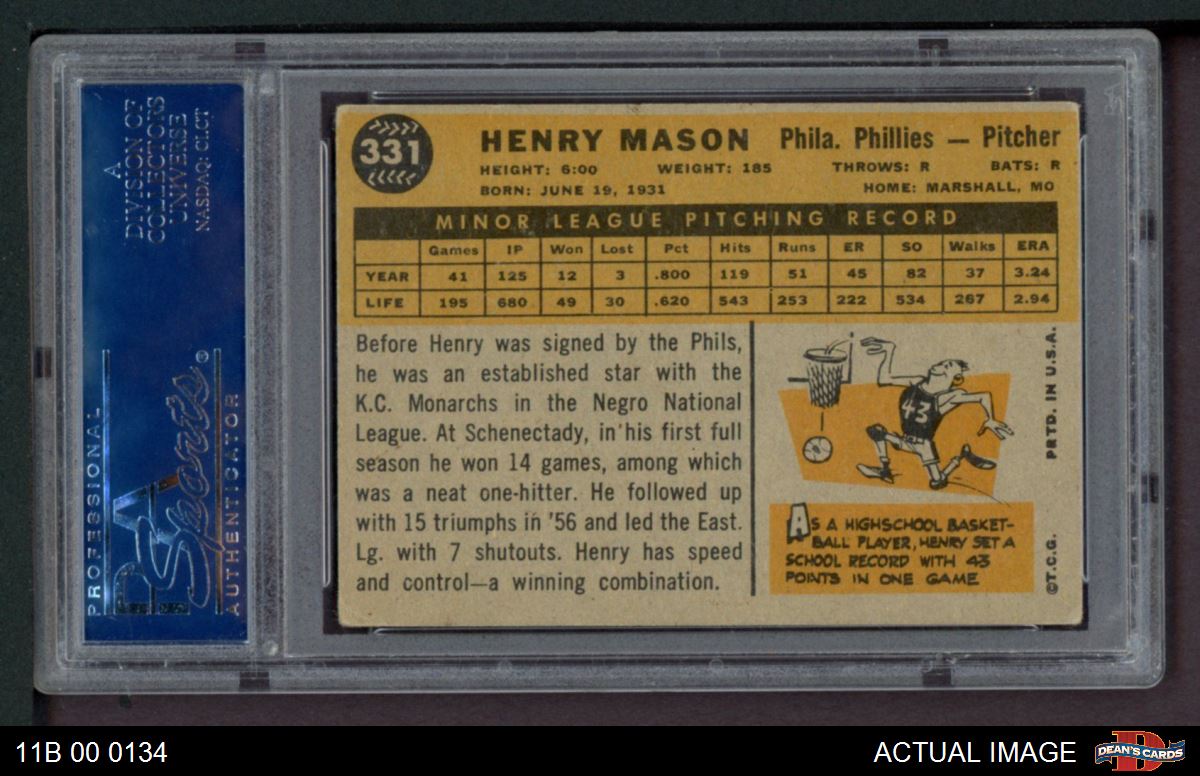 A
DIVISION OF
COLLECTORS
UNIVERSE
NASDAQ: CLCT
PROFESSIONAL
PSA
Sports®
AUTHENTICATOR
331
HENRY MASON Phila. Phillies — Pitcher
HEIGHT: 6:00 WEIGHT: 185 THROWS: R BATS: R
BORN: JUNE 19, 1931 HOME: MARSHALL, MO
MINOR LEAGUE PITCHING RECORD
Games IP Won Lost Pct Hits Runs ER SO Walks ERA
YEAR 41 125 12 3 .800 119 51 45 82 37 3.24
LIFE 195 680 49 30 .620 543 253 222 534 267 2.94
Before Henry was signed by the Phils,
he was an established star with the
K.C. Monarchs in the Negro National
League. At Schenectady, in his first full
season he won 14 games, among which
was a neat one-hitter. He followed up
with 15 triumphs in '56 and led the East.
Lg. with 7 shutouts. Henry has speed
and control—a winning combination.
43
AS A HIGHSCHOOL BASKET-
BALL PLAYER, HENRY SET A
SCHOOL RECORD WITH 43
POINTS IN ONE GAME
©T.C.G. PRTD. IN U.S.A.
11B 00 0134
ACTUAL IMAGE
DEAN'S CARDS